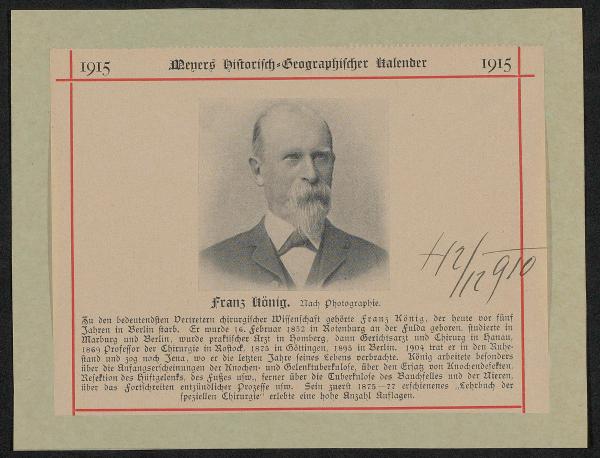 1915 Meyers Historisch-Geographischer Kalender 1915
Franz König. Nach Photographie.
Zu den bedeutendsten Vertretern chirurgischer Wissenschaft gehörte Franz König, der heute vor fünf
Jahren in Berlin starb. Er wurde 16. Februar 1832 in Rotenburg an der Fulda geboren, studierte in
Marburg und Berlin, wurde praktischer Arzt in Homberg, dann Gerichtsarzt und Chirurg in Hanau,
1869 Professor der Chirurgie in Rostock, 1875 in Göttingen, 1895 in Berlin. 1904 trat er in den Ruhe-
stand und zog nach Jena, wo er die letzten Jahre seines Lebens verbrachte. König arbeitete besonders
über die Anfangserscheinungen der Knochen- und Gelenktuberkulose, über den Ersatz von Knochendefekten,
Resektion des Hüftgelenks, des Fußes usw., ferner über die Tuberkulose des Bauchfelles und der Nieren,
über das Fortschreiten entzündlicher Prozesse usw. Sein zuerst 1875—77 erschienenes „Lehrbuch der
speziellen Chirurgie“ erlebte eine hohe Anzahl Auflagen.
12/12 910